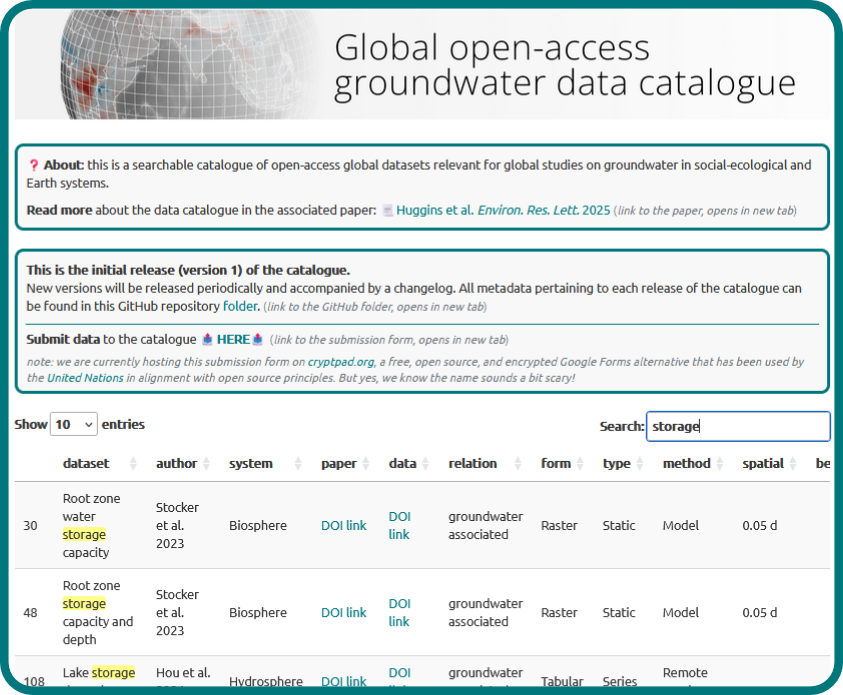 Global open-access
groundwater data catalogue
❓ About: this is a searchable catalogue of open-access global datasets relevant for global studies on groundwater in social-ecological and
Earth systems.
Read more about the data catalogue in the associated paper: 📃 Huggins et al. Environ. Res. Lett. 2025 (link to the paper, opens in new tab)
This is the initial release (version 1) of the catalogue.
New versions will be released periodically and accompanied by a changelog. All metadata pertaining to each release of the catalogue can
be found in this GitHub repository folder. (link to the GitHub folder, opens in new tab)
Submit data to the catalogue 📤 HERE 📤 (link to the submission form, opens in new tab)
note: we are currently hosting this submission form on cryptpad.org, a free, open source, and encrypted Google Forms alternative that has been used by
the United Nations in alignment with open source principles. But yes, we know the name sounds a bit scary!
Show 10 entries Search: storage
dataset author system paper data relation form type method spatial be
30 Root zone water storage capacity Stocker et al. 2023 Biosphere DOI link DOI link groundwater associated Raster Static Model 0.05 d
48 Root zone storage capacity and depth Stocker et al. 2023 Biosphere DOI link DOI link groundwater associated Raster Static Model 0.05 d
108 Lake storage Hou et al. Hydrosphere DOI link DOI groundwater Tabular Series Remote